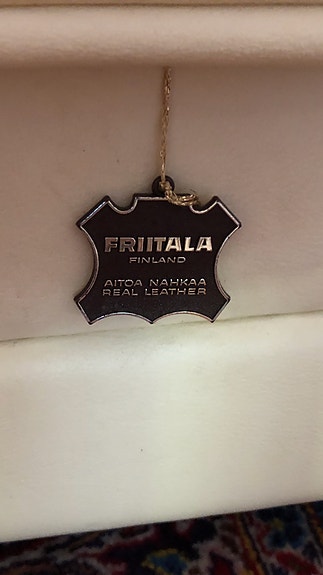 FRIITALA
FINLAND
AITOA NAHKAA
REAL LEATHER